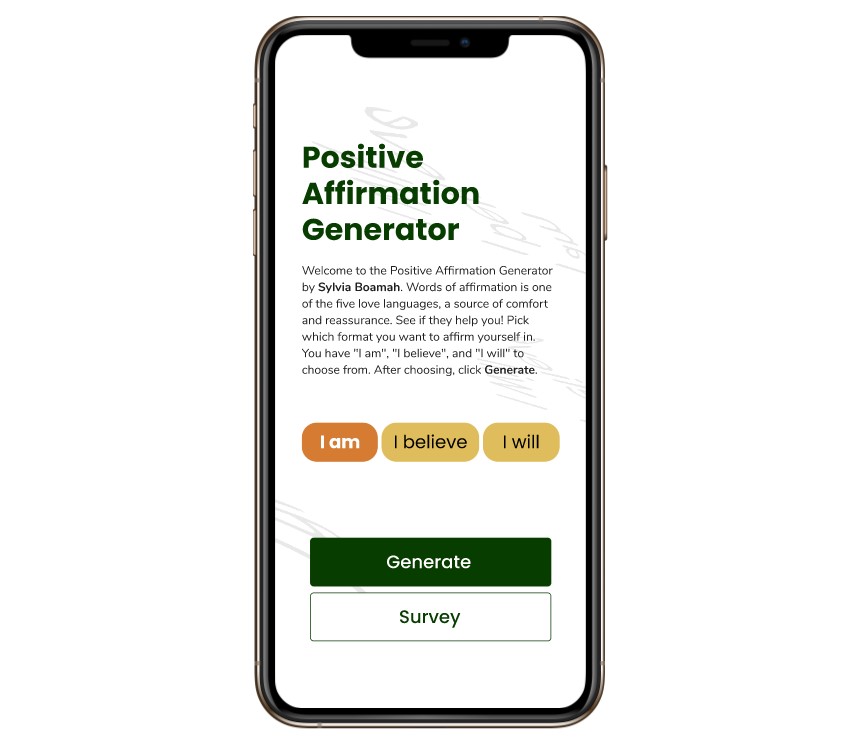 Positive
Affirmation
Generator
Welcome to the Positive Affirmation Generator
by Sylvia Boamah. Words of affirmation is one
of the five love languages, a source of comfort
and reassurance. See if they help you! Pick
which format you want to affirm yourself in.
You have "I am", "I believe", and "I will" to
choose from. After choosing, click Generate.
I am
I believe
I will
Generate
Survey